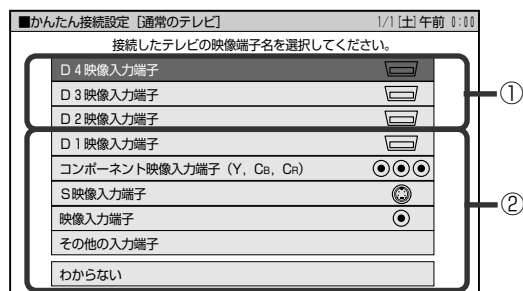 ■かんたん接続設定［通常のテレビ］ 1/1[土]午前 0:00
接続したテレビの映像端子名を選択してください。
D4映像入力端子
D3映像入力端子
D2映像入力端子
①
D1映像入力端子
コンポーネント映像入力端子（Y，CB，CR）
S映像入力端子
②
映像入力端子
その他の入力端子
わからない